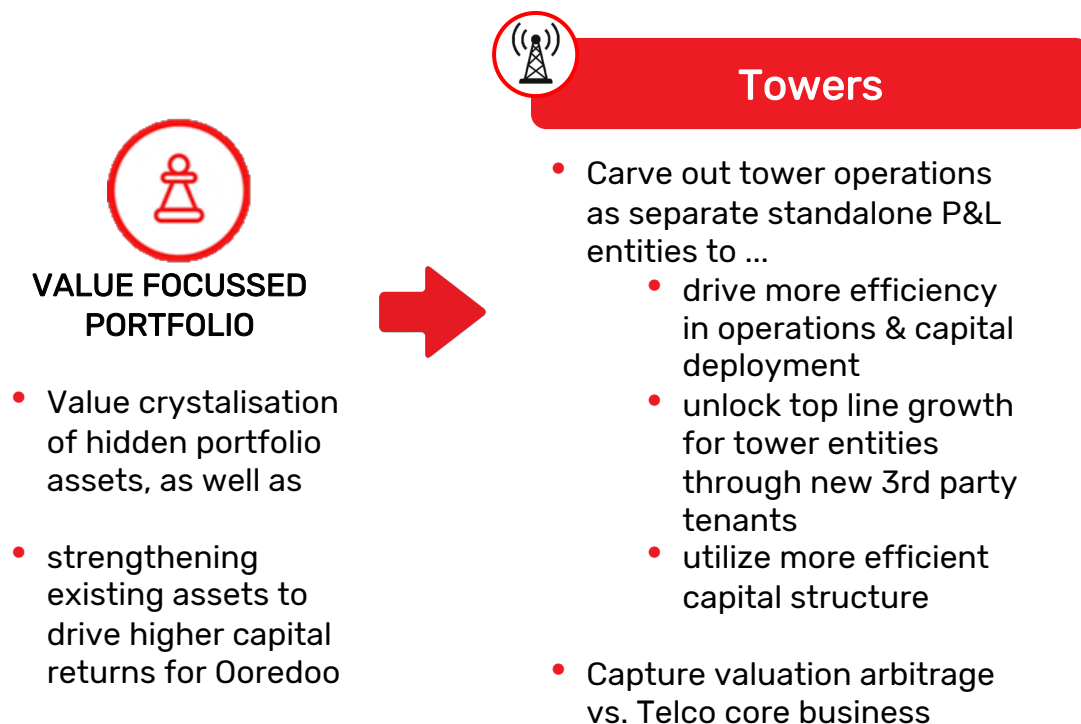 VALUE FOCUSSED
PORTFOLIO
• Value crystalisation
of hidden portfolio
assets, as well as
• strengthening
existing assets to
drive higher capital
returns for Ooredoo
Towers
• Carve out tower operations
as separate standalone P&L
entities to ...
• drive more efficiency
in operations & capital
deployment
• unlock top line growth
for tower entities
through new 3rd party
tenants
• utilize more efficient
capital structure
• Capture valuation arbitrage
vs. Telco core business